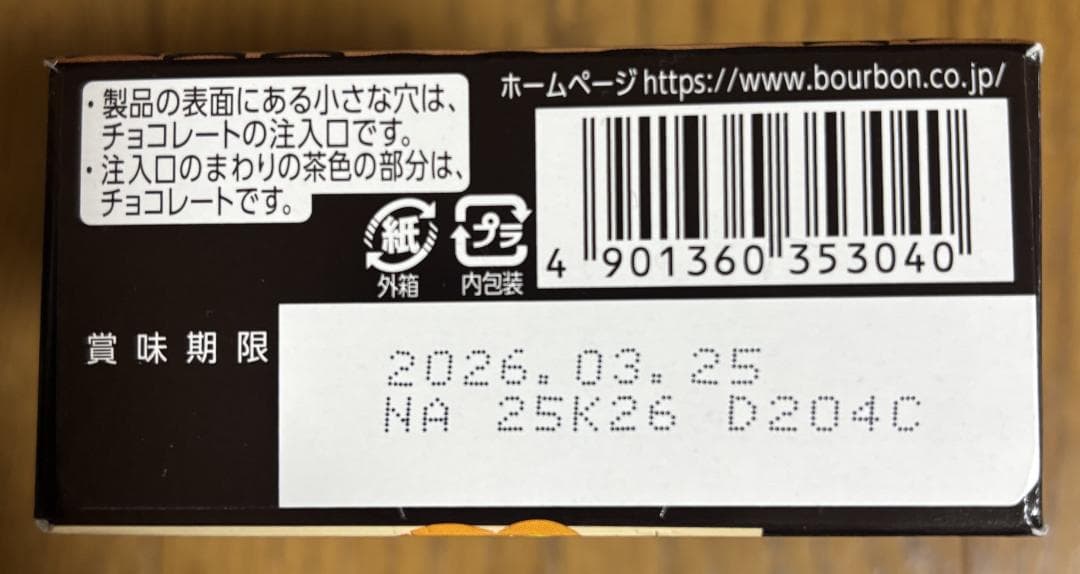 ・製品の表面にある小さな穴は、
チョコレートの注入口です。
・注入口のまわりの茶色の部分は、
チョコレートです。
ホームページ https://www.bourbon.co.jp/
紙
外箱
プラ
内包装
4 901360 353040
賞味期限
2026.03.25
NA 25K26 D204C